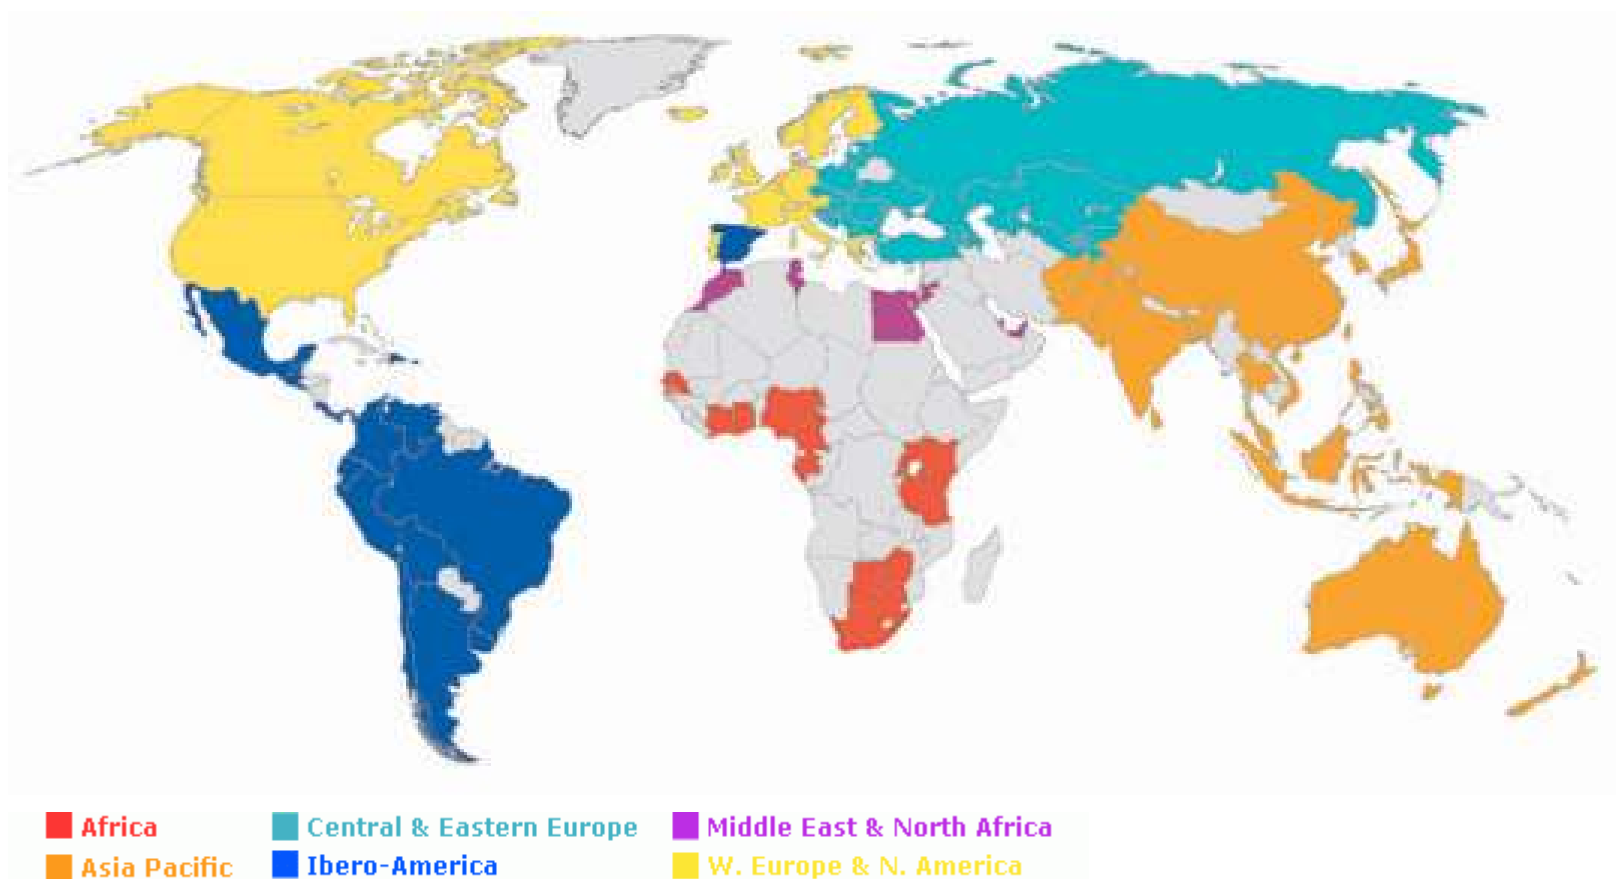 Africa
Central & Eastern Europe
Middle East & North Africa
Asia Pacific
Ibero-America
W. Europe & N. America